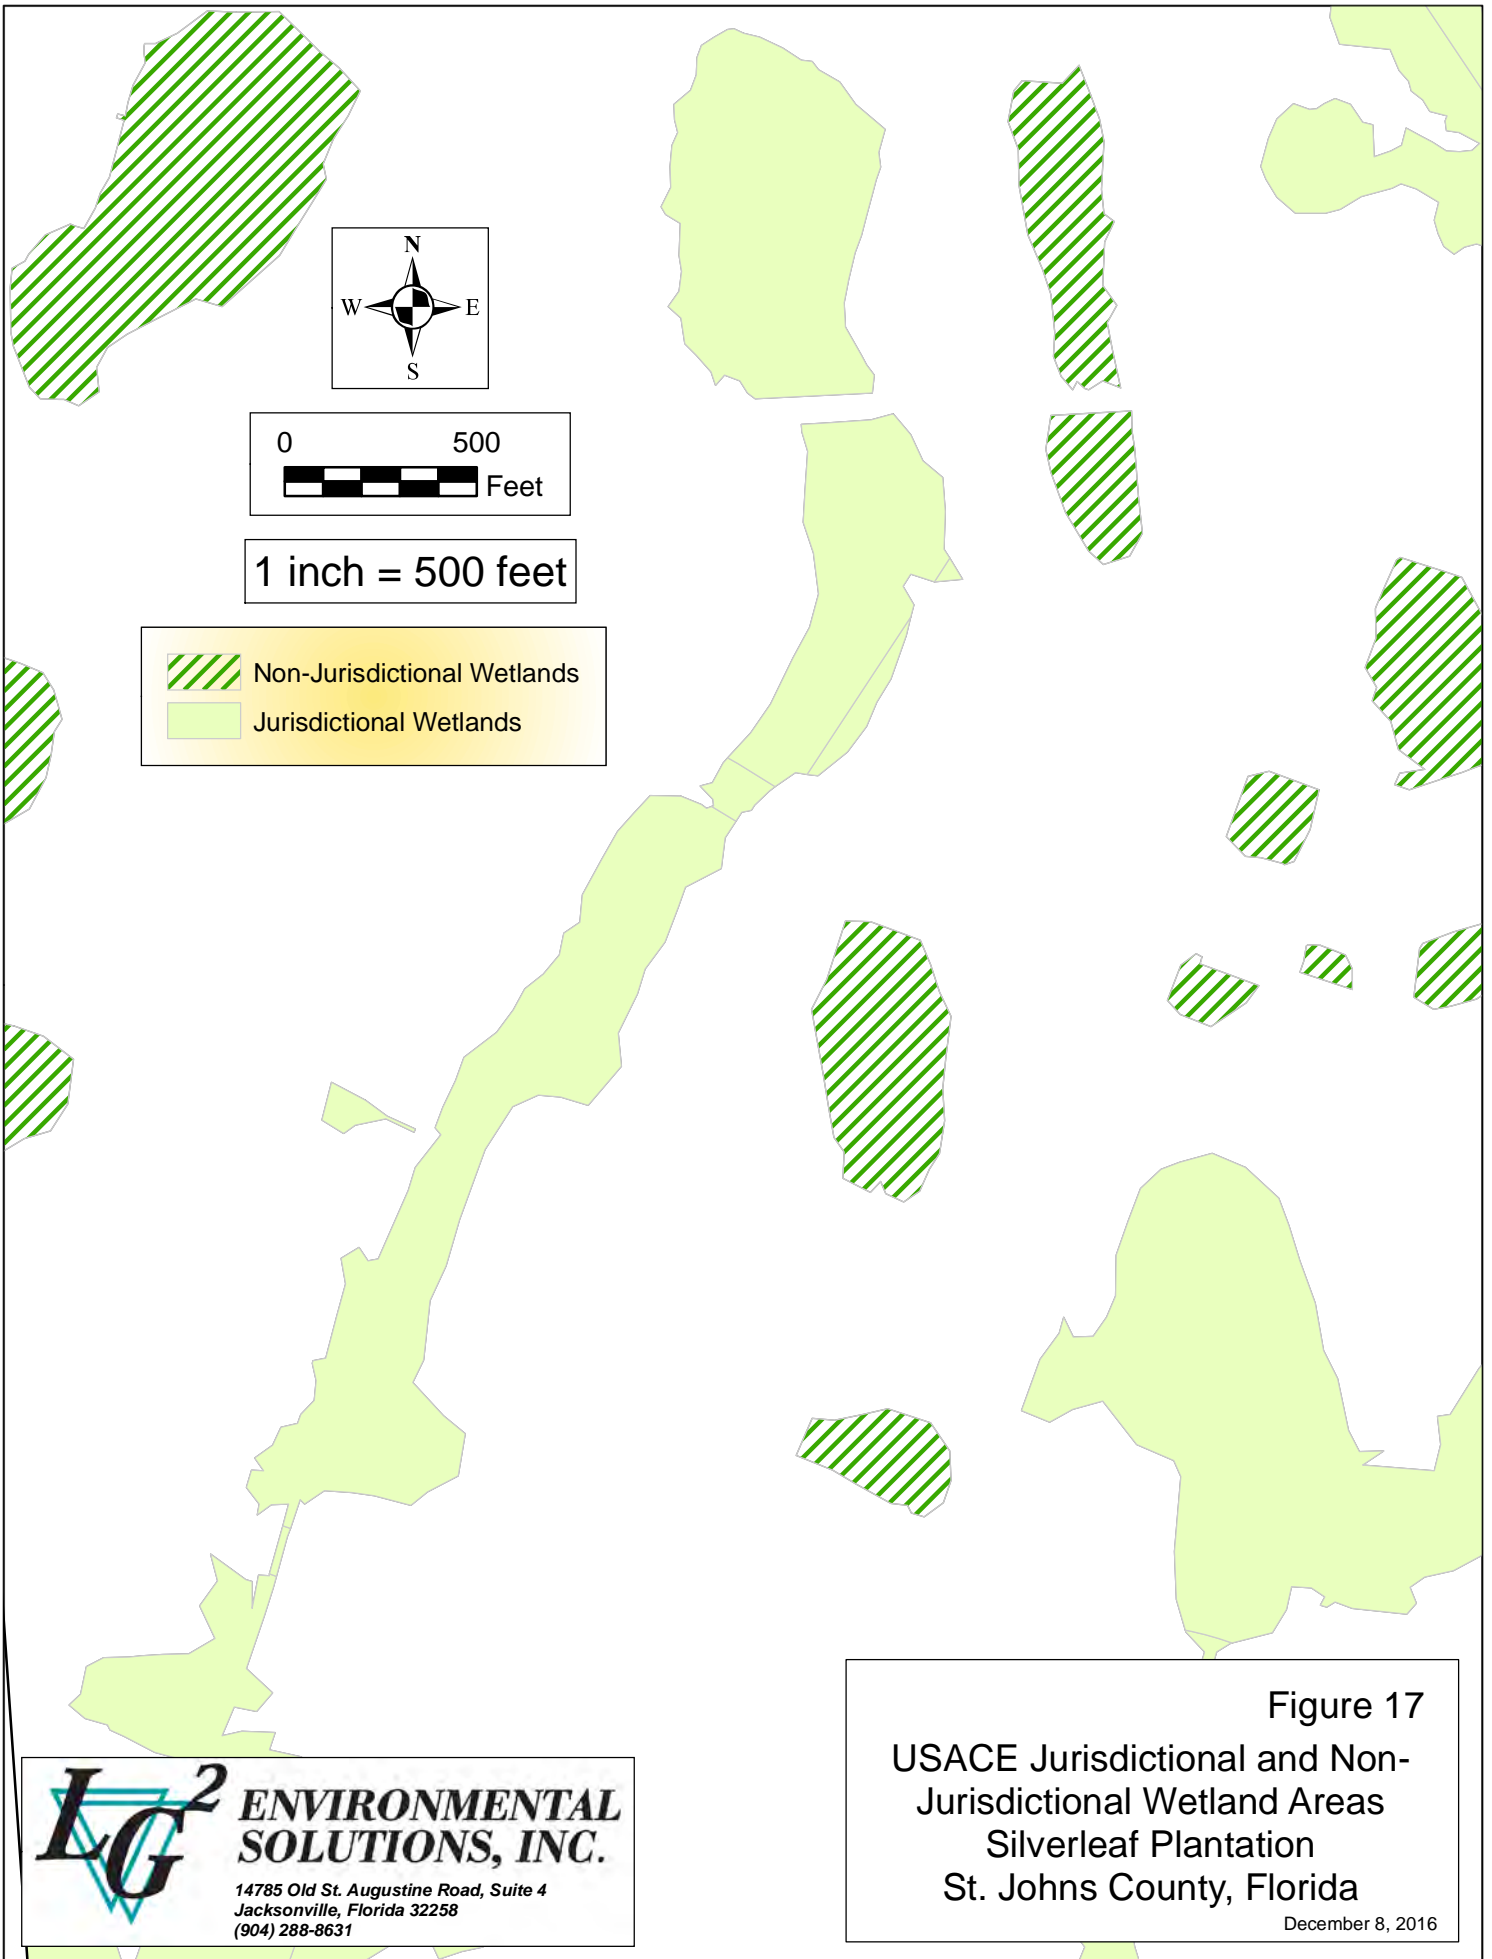 N
W E
S
0 500
Feet
1 inch = 500 feet
Non-Jurisdictional Wetlands
Jurisdictional Wetlands
Figure 17
USACE Jurisdictional and Non-
Jurisdictional Wetland Areas
Silverleaf Plantation
St. Johns County, Florida
December 8, 2016
LG2
ENVIRONMENTAL
SOLUTIONS, INC.
14785 Old St. Augustine Road, Suite 4
Jacksonville, Florida 32258
(904) 288-8631